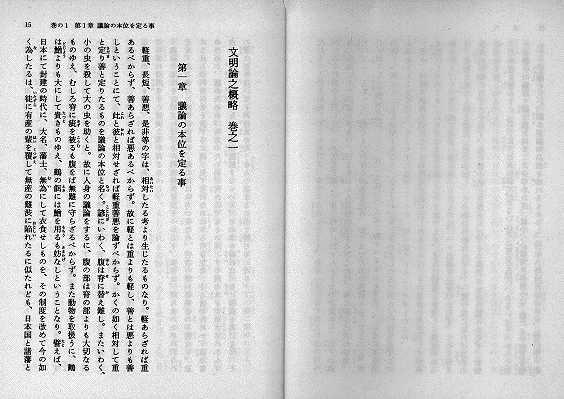 15　巻の1　第1章　議論の本位を定る事
文明論之概略　巻之一
第一章　議論の本位を定る事
軽重、長短、善悪、是非等の字は、相対したる考より生じたるものなり。軽あらざれば重
あるべからず、善あらざれば悪あるべからず。故に軽とは重よりも軽し、善とは悪よりも善
しということにて、此と彼と相対せざれば軽重善悪を論ずべからず。かくの如く相対して重
と定り善と定りたるものを議論の本位と名く。諺にいわく、腹は脊に替え難し。またいわく、
小の虫を殺して大の虫を助くと。故に人身の議論をするに、腹の部は脊の部よりも大切なる
ものゆえ、むしろ脊に疵を被るも腹をば無難に守らざるべからず。また動物を取扱うに、鶴
は鰌よりも大にして貴きものゆえ、鶴の餌には鰌を用るも妨なしということなり。譬えば、
日本にて封建の時代に、大名、藩士、無為にして衣食せしものを、その制度を改めて今の如
く為したるは、徒に有産の輩を覆して無産の難渋に陥れたるに似たれども、日本国と諸藩と